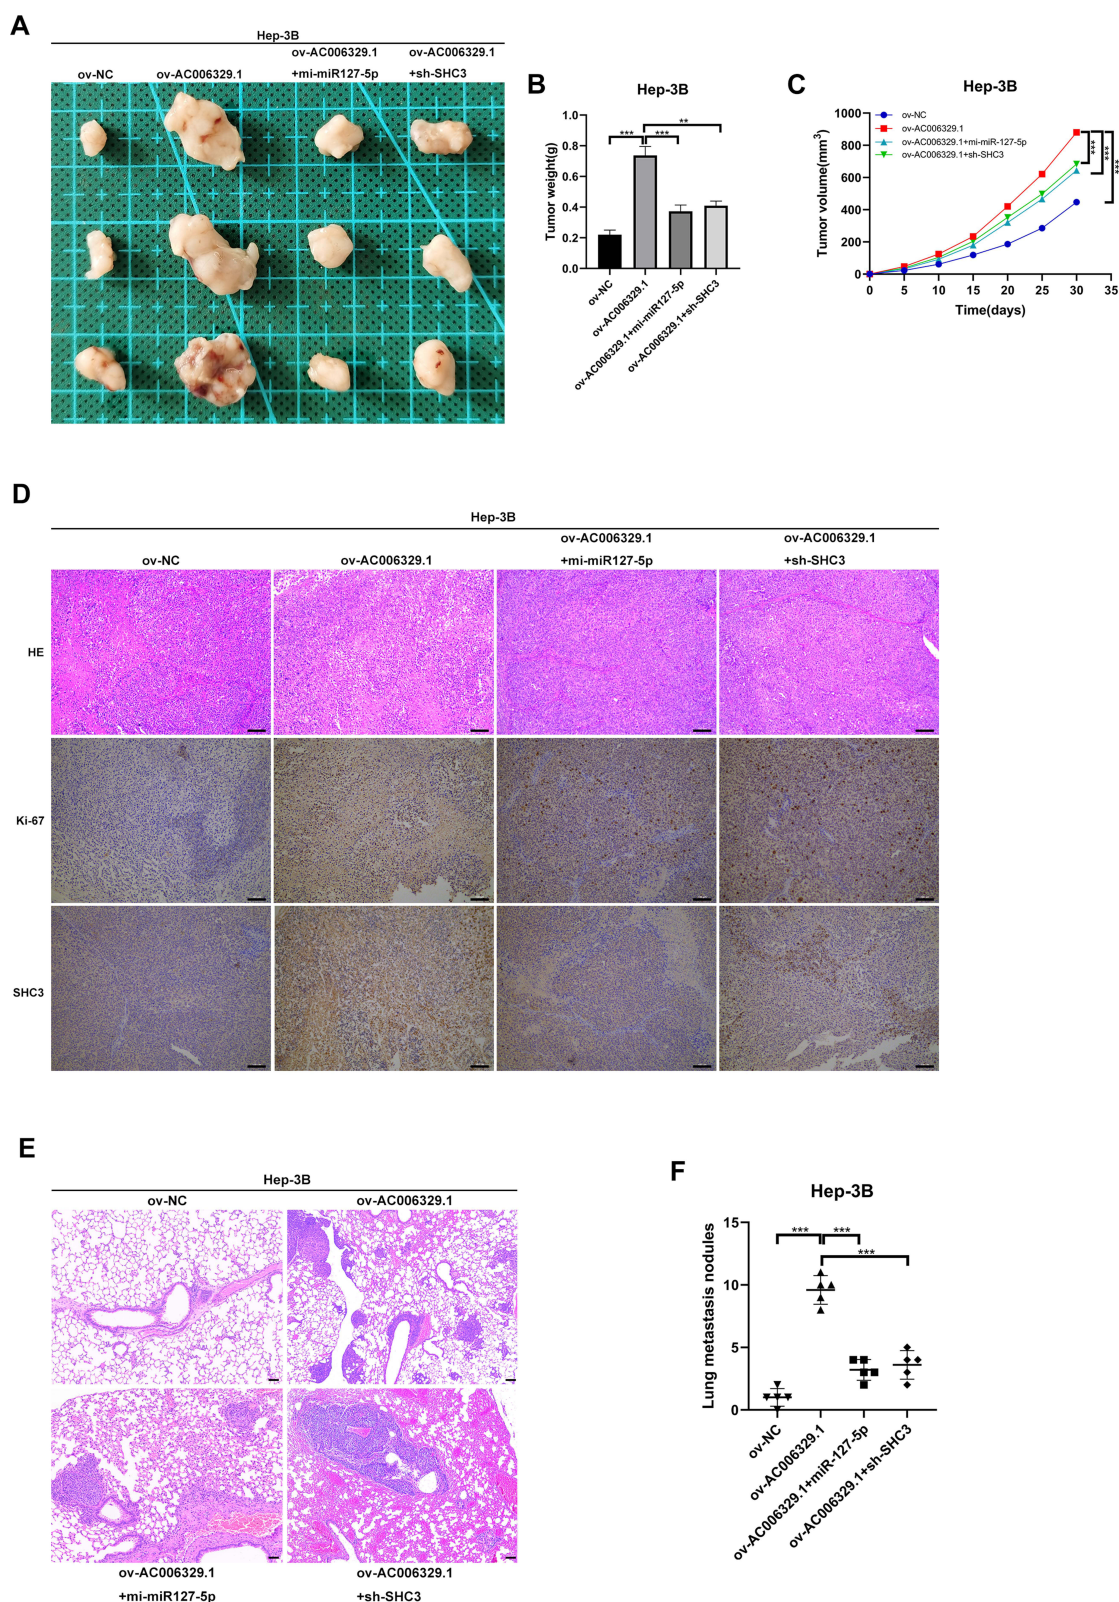 A
Hep-3B
ov-NC
ov-AC006329.1
ov-AC006329.1
+mi-miR127-5p
ov-AC006329.1
+sh-SHC3
B
Hep-3B
Tumor weight(g)
1.0
0.8
0.6
0.4
0.2
0.0
***
***
**
ov-NC
ov-AC006329.1
ov-AC006329.1+mi-miR127-5p
ov-AC006329.1+sh-SHC3
C
Hep-3B
ov-NC
ov-AC006329.1
ov-AC006329.1+mi-miR-127-5p
ov-AC006329.1+sh-SHC3
Tumor volume(mm³)
1000
800
600
400
200
0
0 5 10 15 20 25 30 35
Time(days)
***
***
***
D
Hep-3B
ov-NC
ov-AC006329.1
ov-AC006329.1
+mi-miR127-5p
ov-AC006329.1
+sh-SHC3
HE
Ki-67
SHC3
E
Hep-3B
ov-NC
ov-AC006329.1
ov-AC006329.1
+mi-miR127-5p
ov-AC006329.1
+sh-SHC3
F
Hep-3B
Lung metastasis nodules
15
10
5
0
***
***
***
ov-NC
ov-AC006329.1
ov-AC006329.1+miR-127-5p
ov-AC006329.1+sh-SHC3